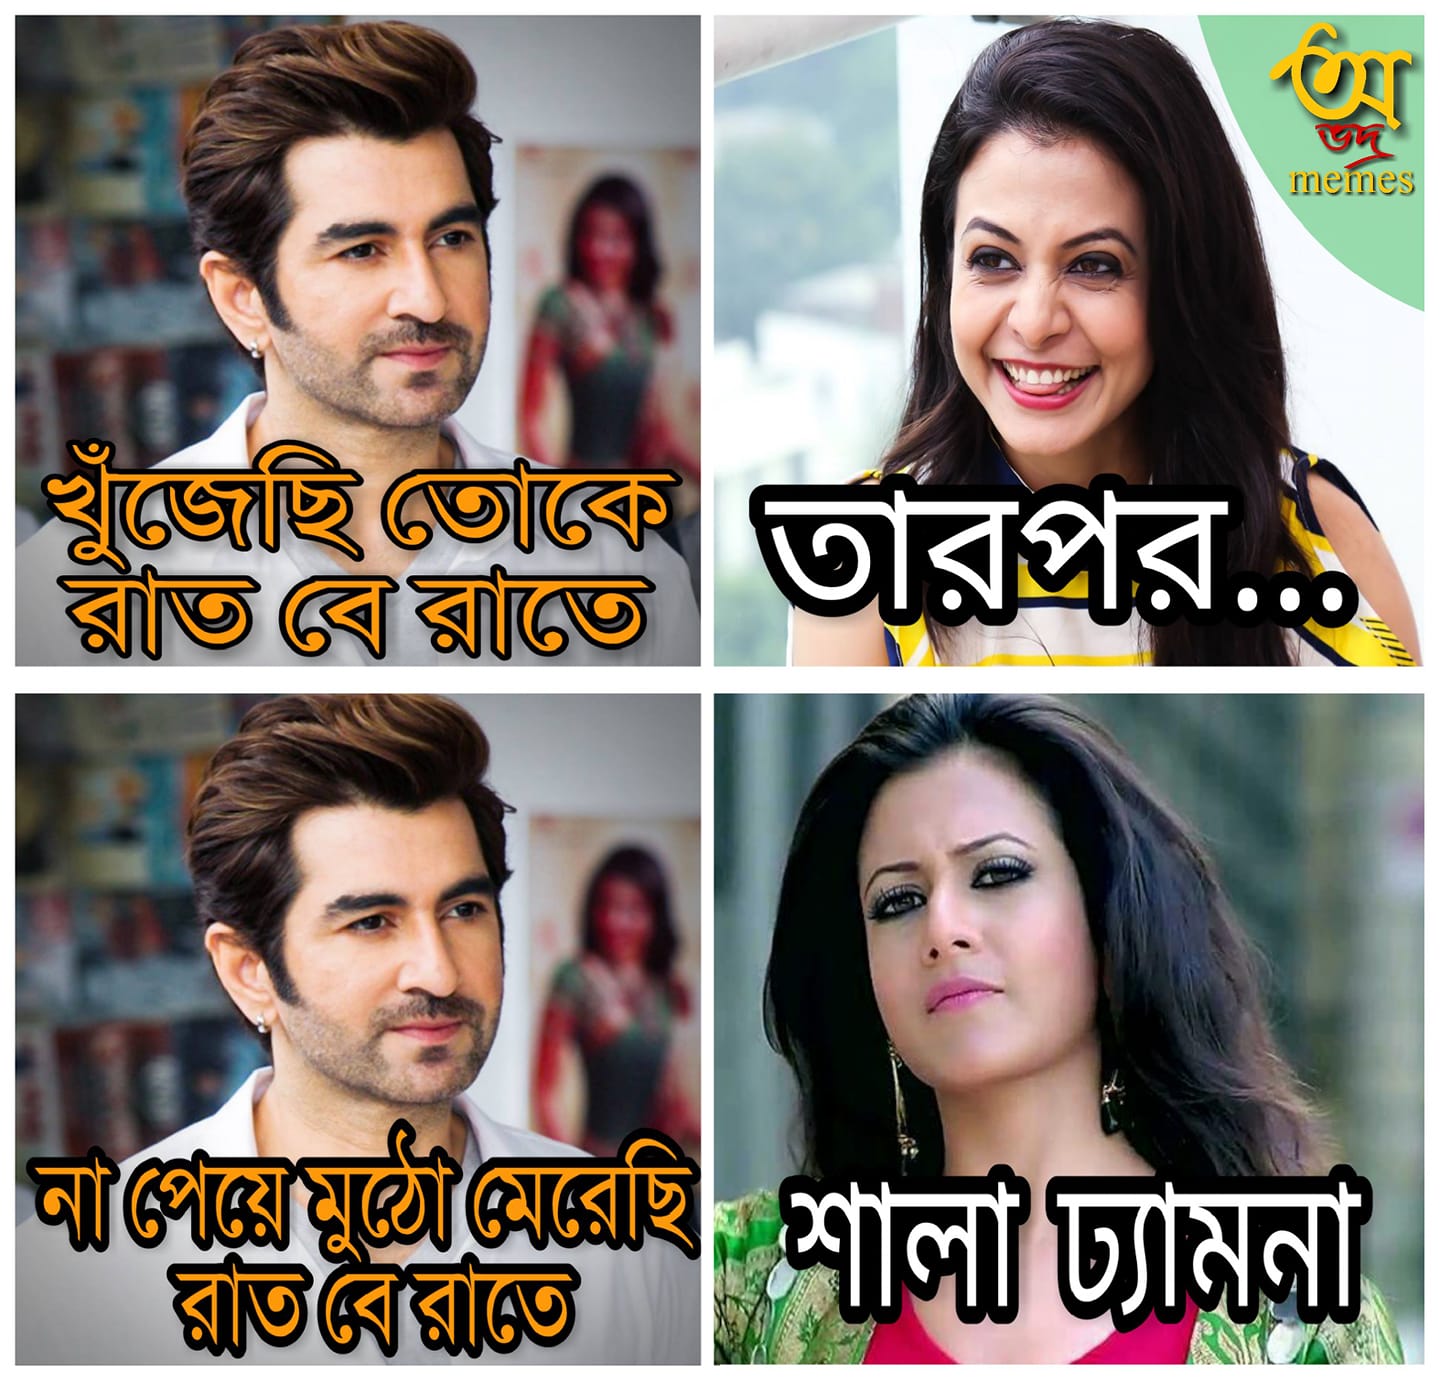 খুঁজেছি তোকে
রাত বে রাতে
তারপর...
অ
ভদ্র
memes
না পেয়ে মুঠো মেরেছি
রাত বে রাতে
শালা ঢ্যামনা